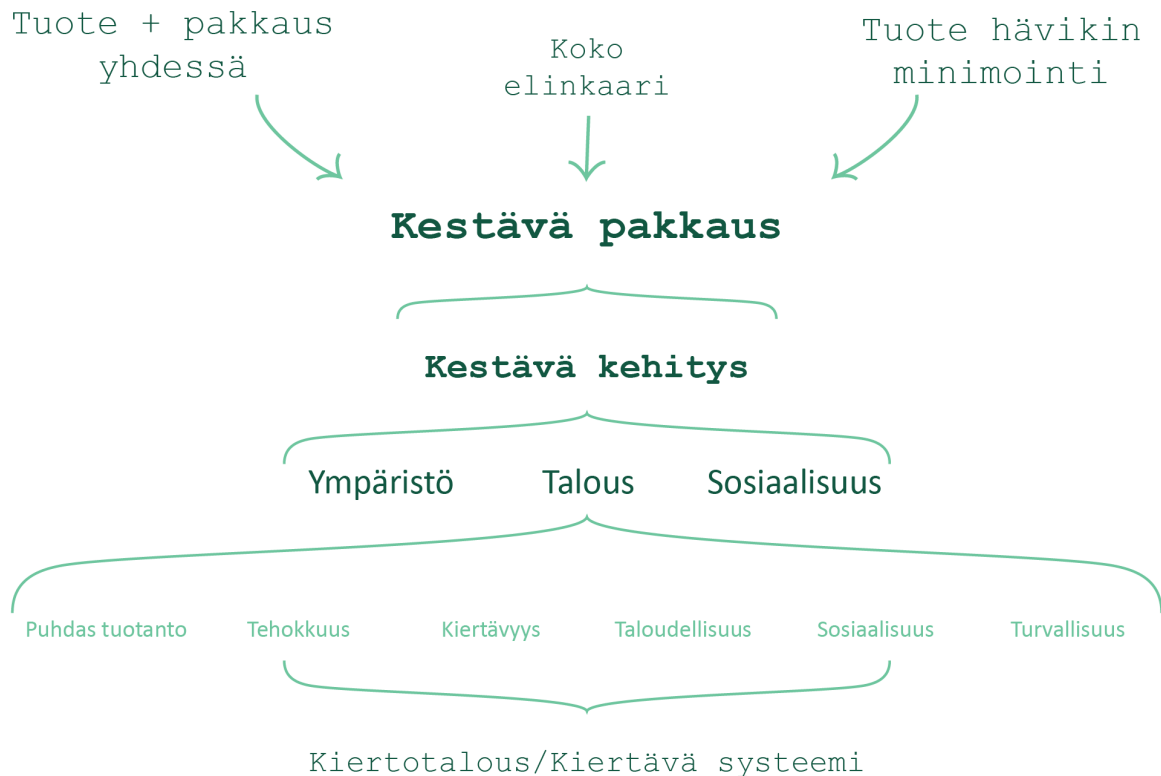 Tuote + pakkaus
yhdessä
Koko
elinkaari
Tuote hävikin
minimointi
Kestävä pakkaus
Kestävä kehitys
Ympäristö Talous Sosiaalisuus
Puhdas tuotanto Tehokkuus Kiertävyys Taloudellisuus Sosiaalisuus Turvallisuus
Kiertotalous/Kiertävä systeemi